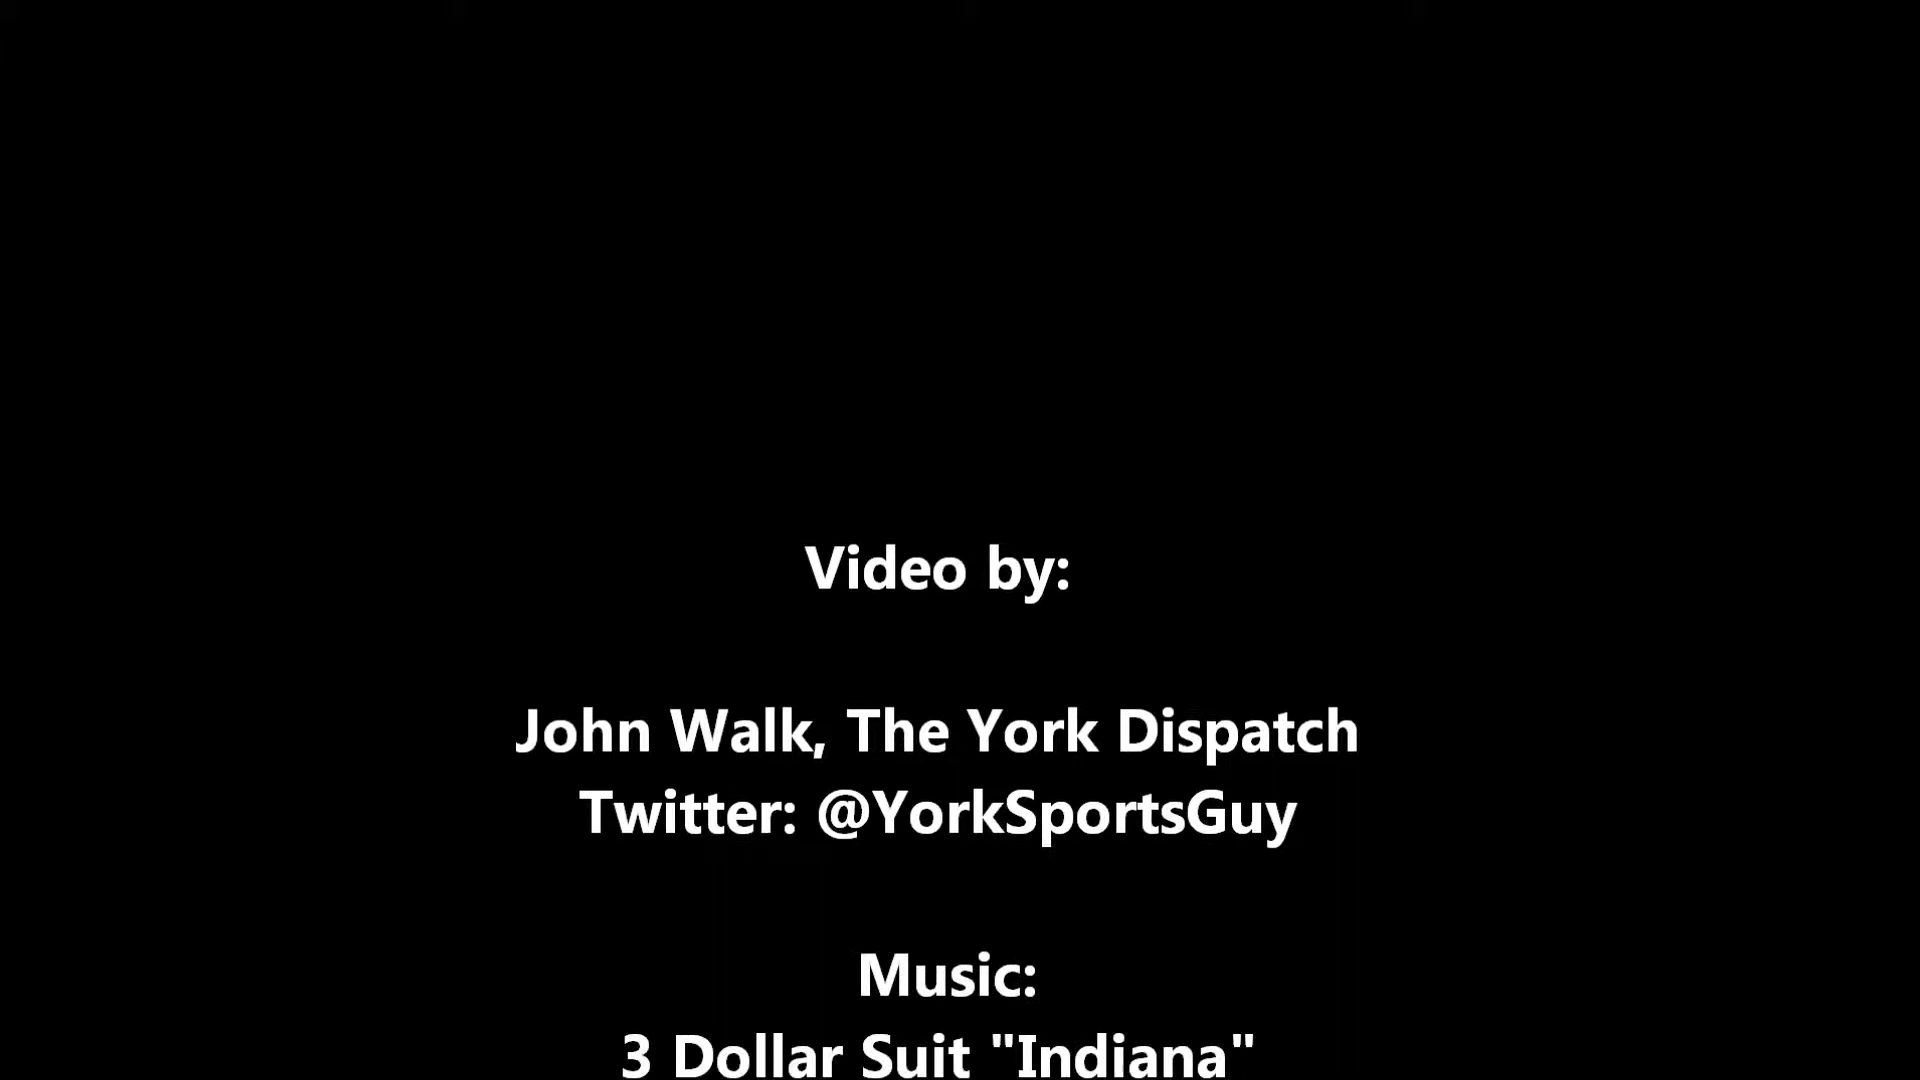 Video by:
John Walk, The York Dispatch
Twitter: @YorkSportsGuy
Music:
3 Dollar Suit "Indiana"